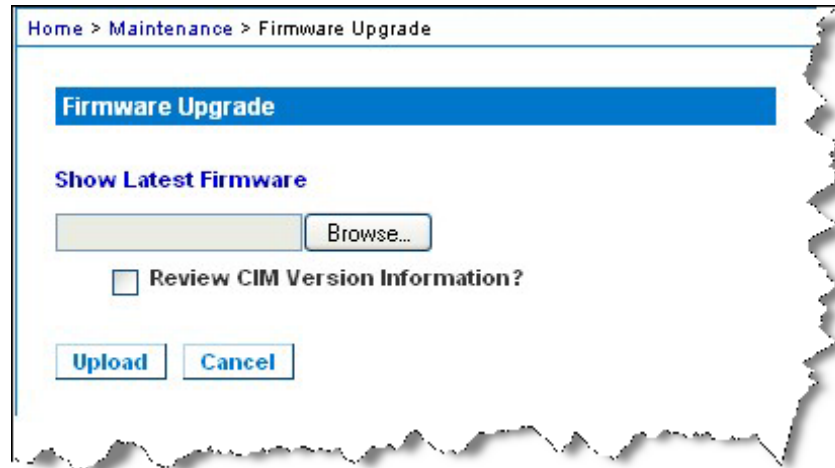 Home > Maintenance > Firmware Upgrade
Firmware Upgrade
Show Latest Firmware
Browse...
Review CIM Version Information?
Upload Cancel